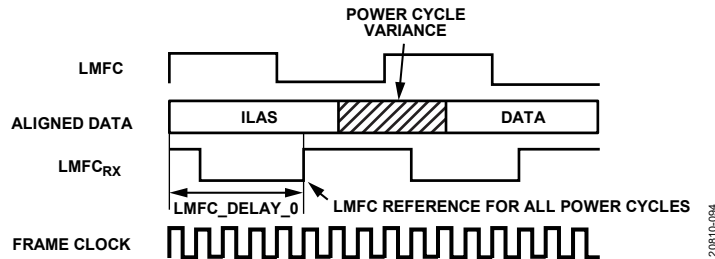 POWER CYCLE
VARIANCE
LMFC
ALIGNED DATA
ILAS
DATA
LMFCRX
LMFC_DELAY_0
LMFC REFERENCE FOR ALL POWER CYCLES
FRAME CLOCK
20810-094